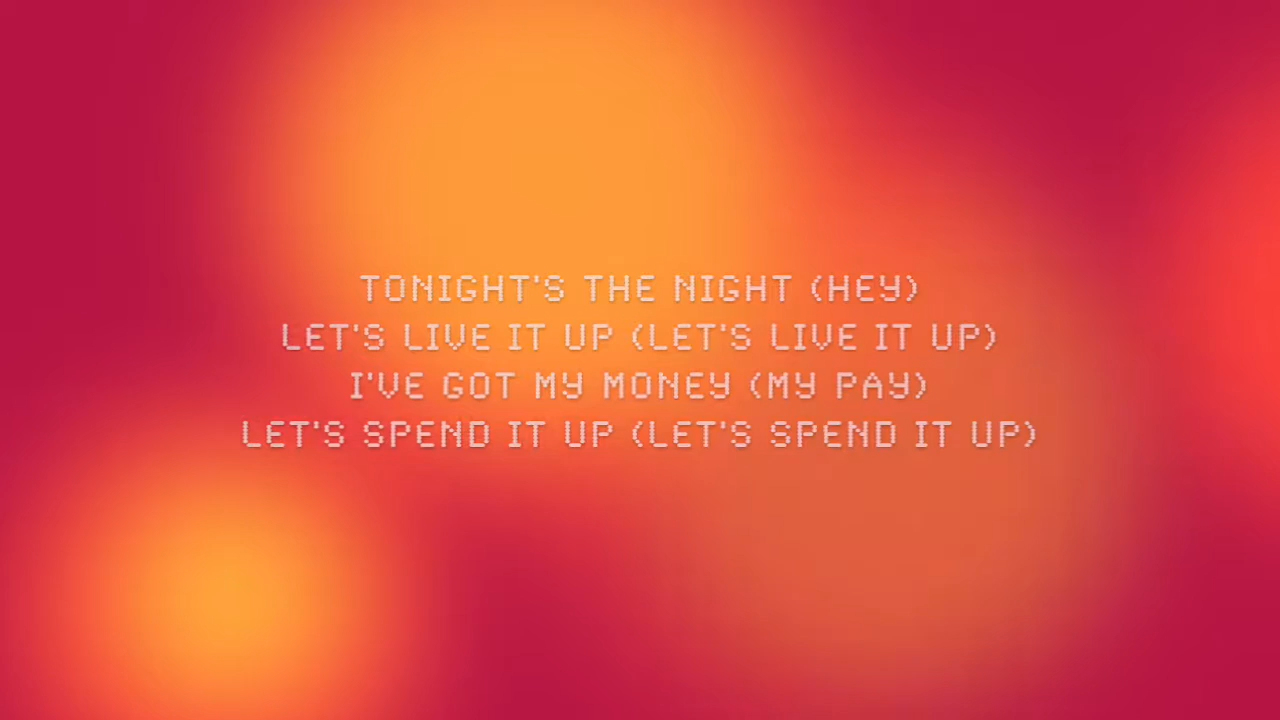 TONIGHT'S THE NIGHT (HEY)
LET'S LIVE IT UP (LET'S LIVE IT UP)
I'VE GOT MY MONEY (MY PAY)
LET'S SPEND IT UP (LET'S SPEND IT UP)